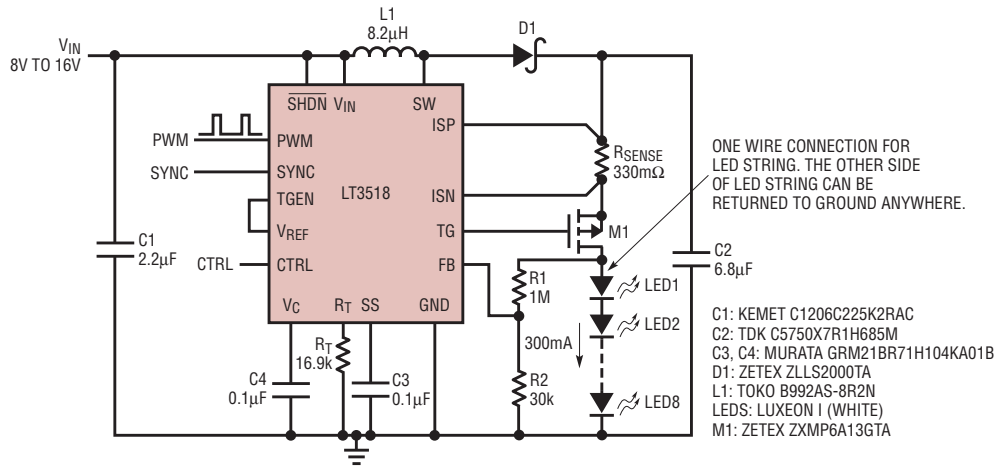 L1
8.2µH
D1
VIN
8V TO 16V
SHDN VIN SW
ISP
PWM PWM
SYNC SYNC
TGEN
VREF
CTRL CTRL
LT3518
ISN
TG
FB
VC RT SS GND
C1
2.2µF
RSENSE
330mΩ
M1
ONE WIRE CONNECTION FOR
LED STRING. THE OTHER SIDE
OF LED STRING CAN BE
RETURNED TO GROUND ANYWHERE.
C2
6.8µF
R1
1M
LED1
LED2
300mA
LED8
R2
30k
RT
16.9k
C4
0.1µF
C3
0.1µF
C1: KEMET C1206C225K2RAC
C2: TDK C5750X7R1H685M
C3, C4: MURATA GRM21BR71H104KA01B
D1: ZETEX ZLLS2000TA
L1: TOKO B992AS-8R2N
LEDS: LUXEON I (WHITE)
M1: ZETEX ZXMP6A13GTA